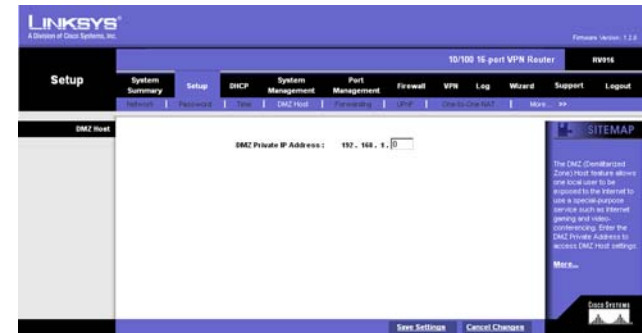 LINKSYS®
A Division of Cisco Systems, Inc.
Firmware Version: 1.2.6
10/100 16-port VPN Router
RV016
Setup
System Summary
Setup
DHCP
System Management
Port Management
Firewall
VPN
Log
Wizard
Support
Logout
Network | Password | Time | DMZ Host | Forwarding | UPnP | One-to-One NAT | More... >>
DMZ Host
DMZ Private IP Address : 192 . 168 . 1 . 0
SITEMAP
The DMZ (Demilitarized
Zone) Host feature allows
one local user to be
exposed to the Internet to
use a special-purpose
service such as Internet
gaming and video-
conferencing. Enter the
DMZ Private Address to
access DMZ Host settings.
More...
Save Settings
Cancel Changes
CISCO SYSTEMS